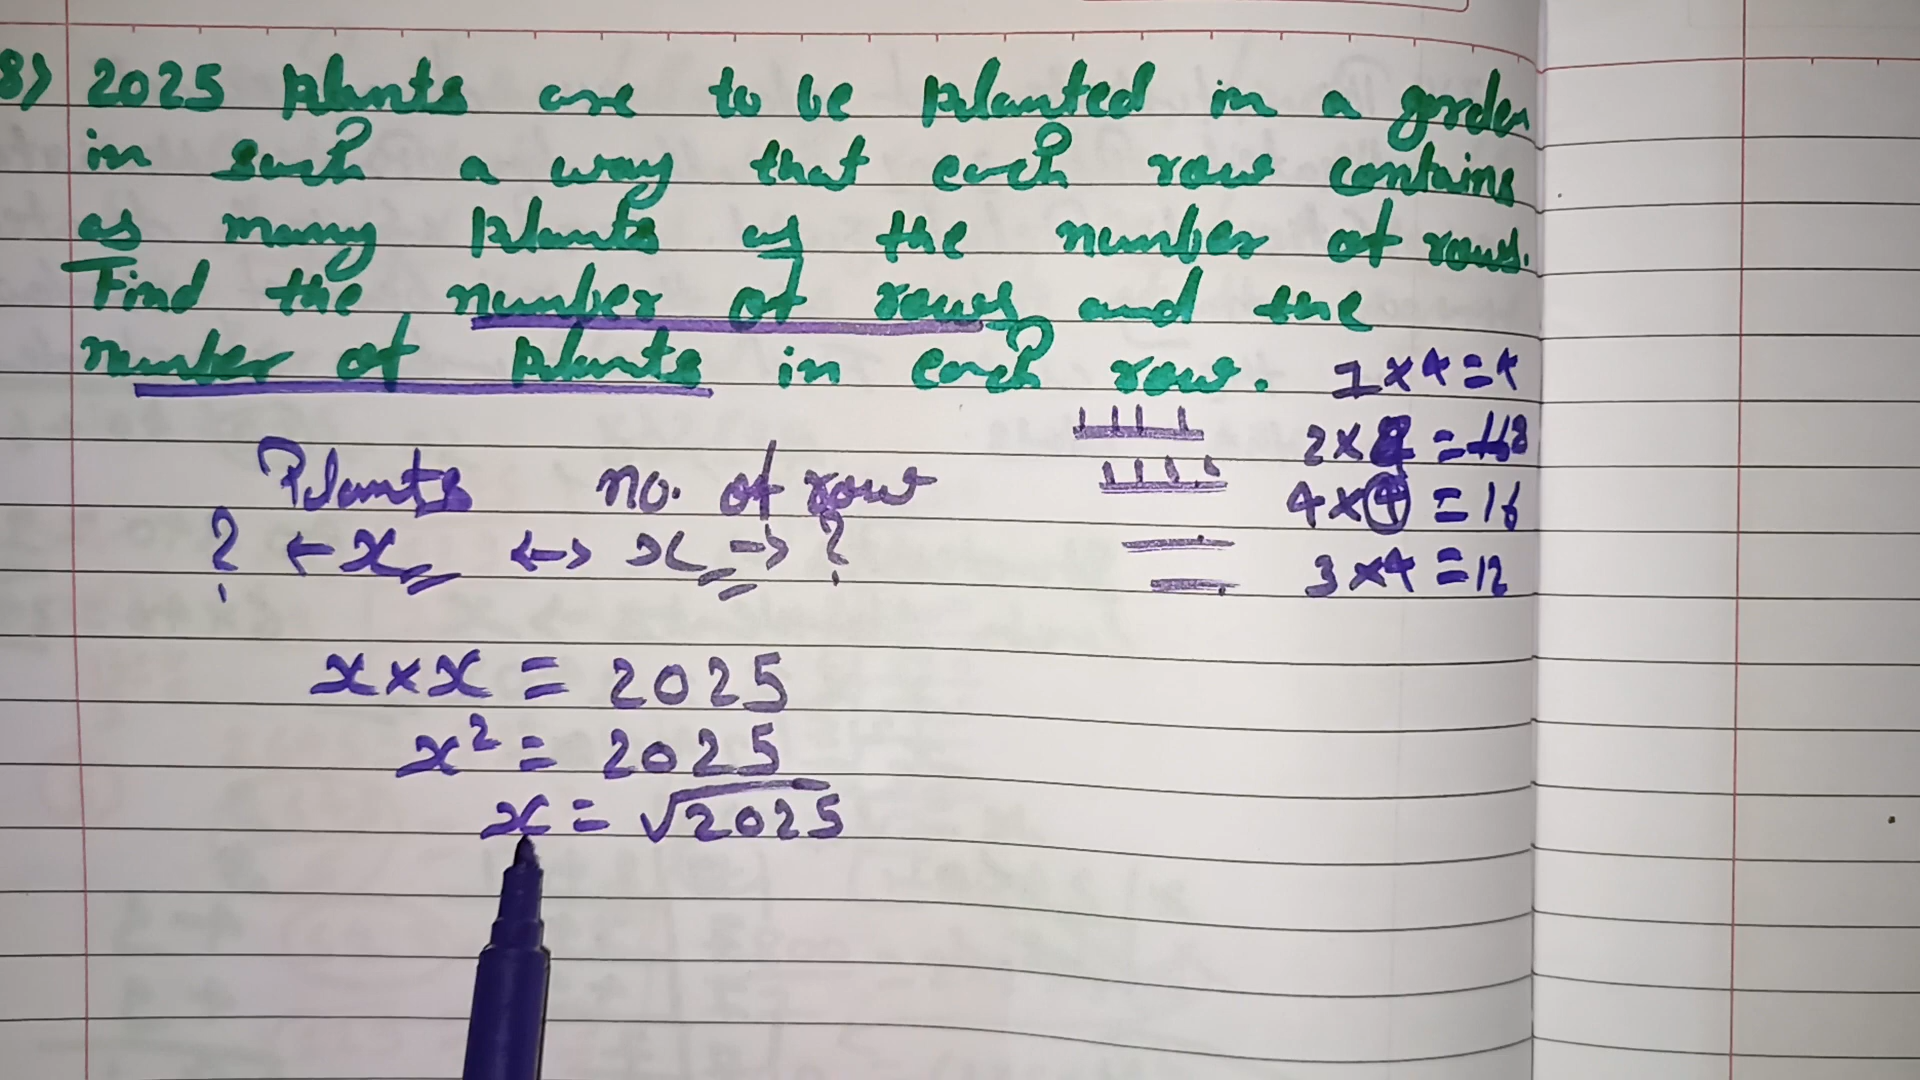 8) 2025 plants are to be planted in a garden
in such a way that each row contains
as many plants as the number of rows.
Find the number of rows and the
number of plants in each row.
1 × 4 = 4
2 × 4 = 8
4 × 4 = 16
3 × 4 = 12
Plants no. of row
? ← x ↔ x → ?
x × x = 2025
x² = 2025
x = √2025